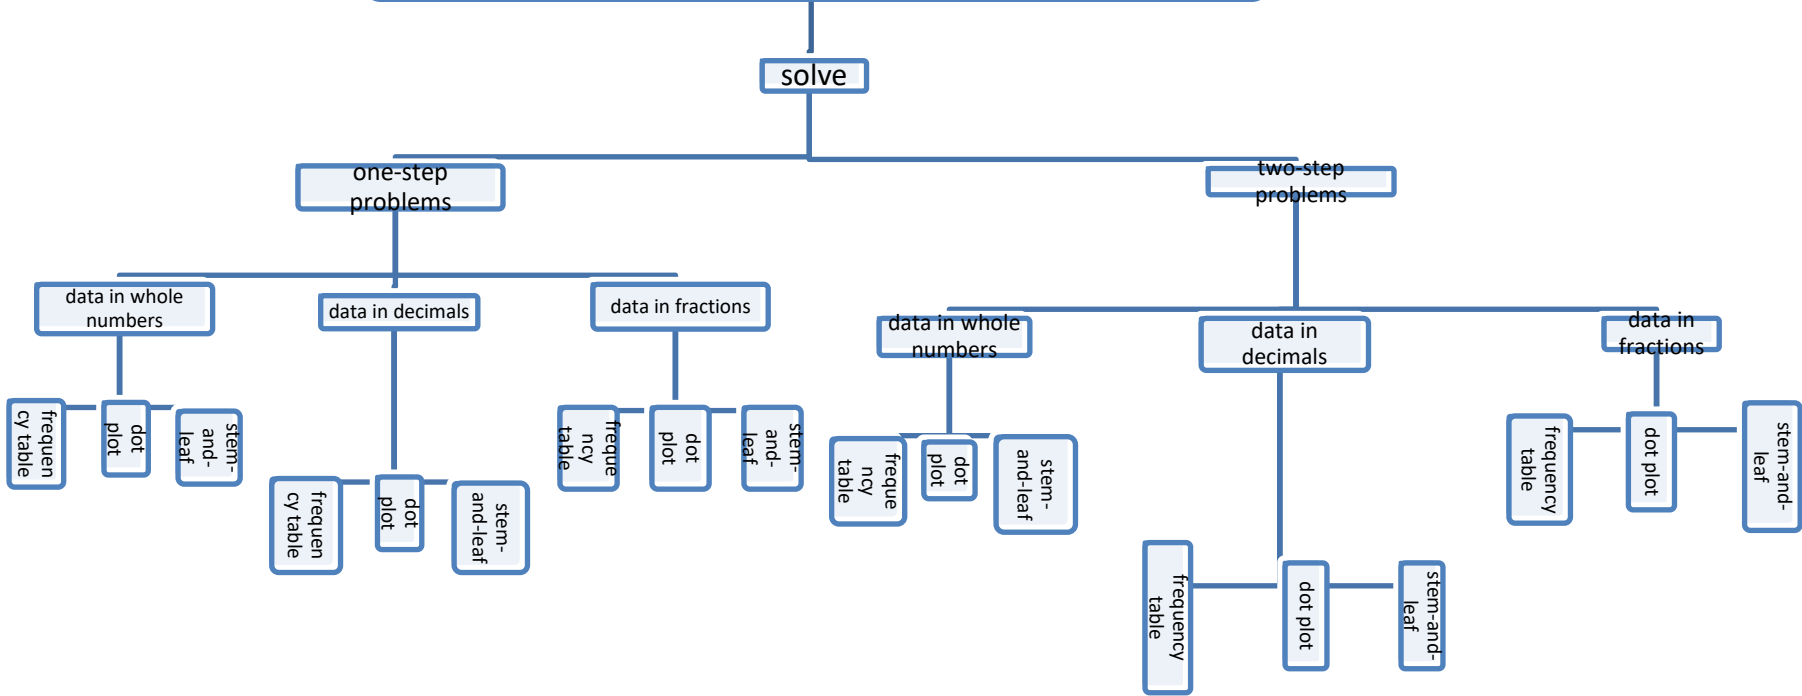 solve
one-step
problems
two-step
problems
data in whole
numbers
data in decimals
data in fractions
data in whole
numbers
data in
decimals
data in
fractions
frequen
cy table
dot
plot
stem-
and-
leaf
frequen
cy table
dot
plot
stem-
and-leaf
freque
ncy
table
dot
plot
stem-
and-
leaf
freque
ncy
table
dot
plot
stem-
and-leaf
frequency
table
dot plot
stem-and-
leaf
frequency
table
dot plot
stem-and-
leaf